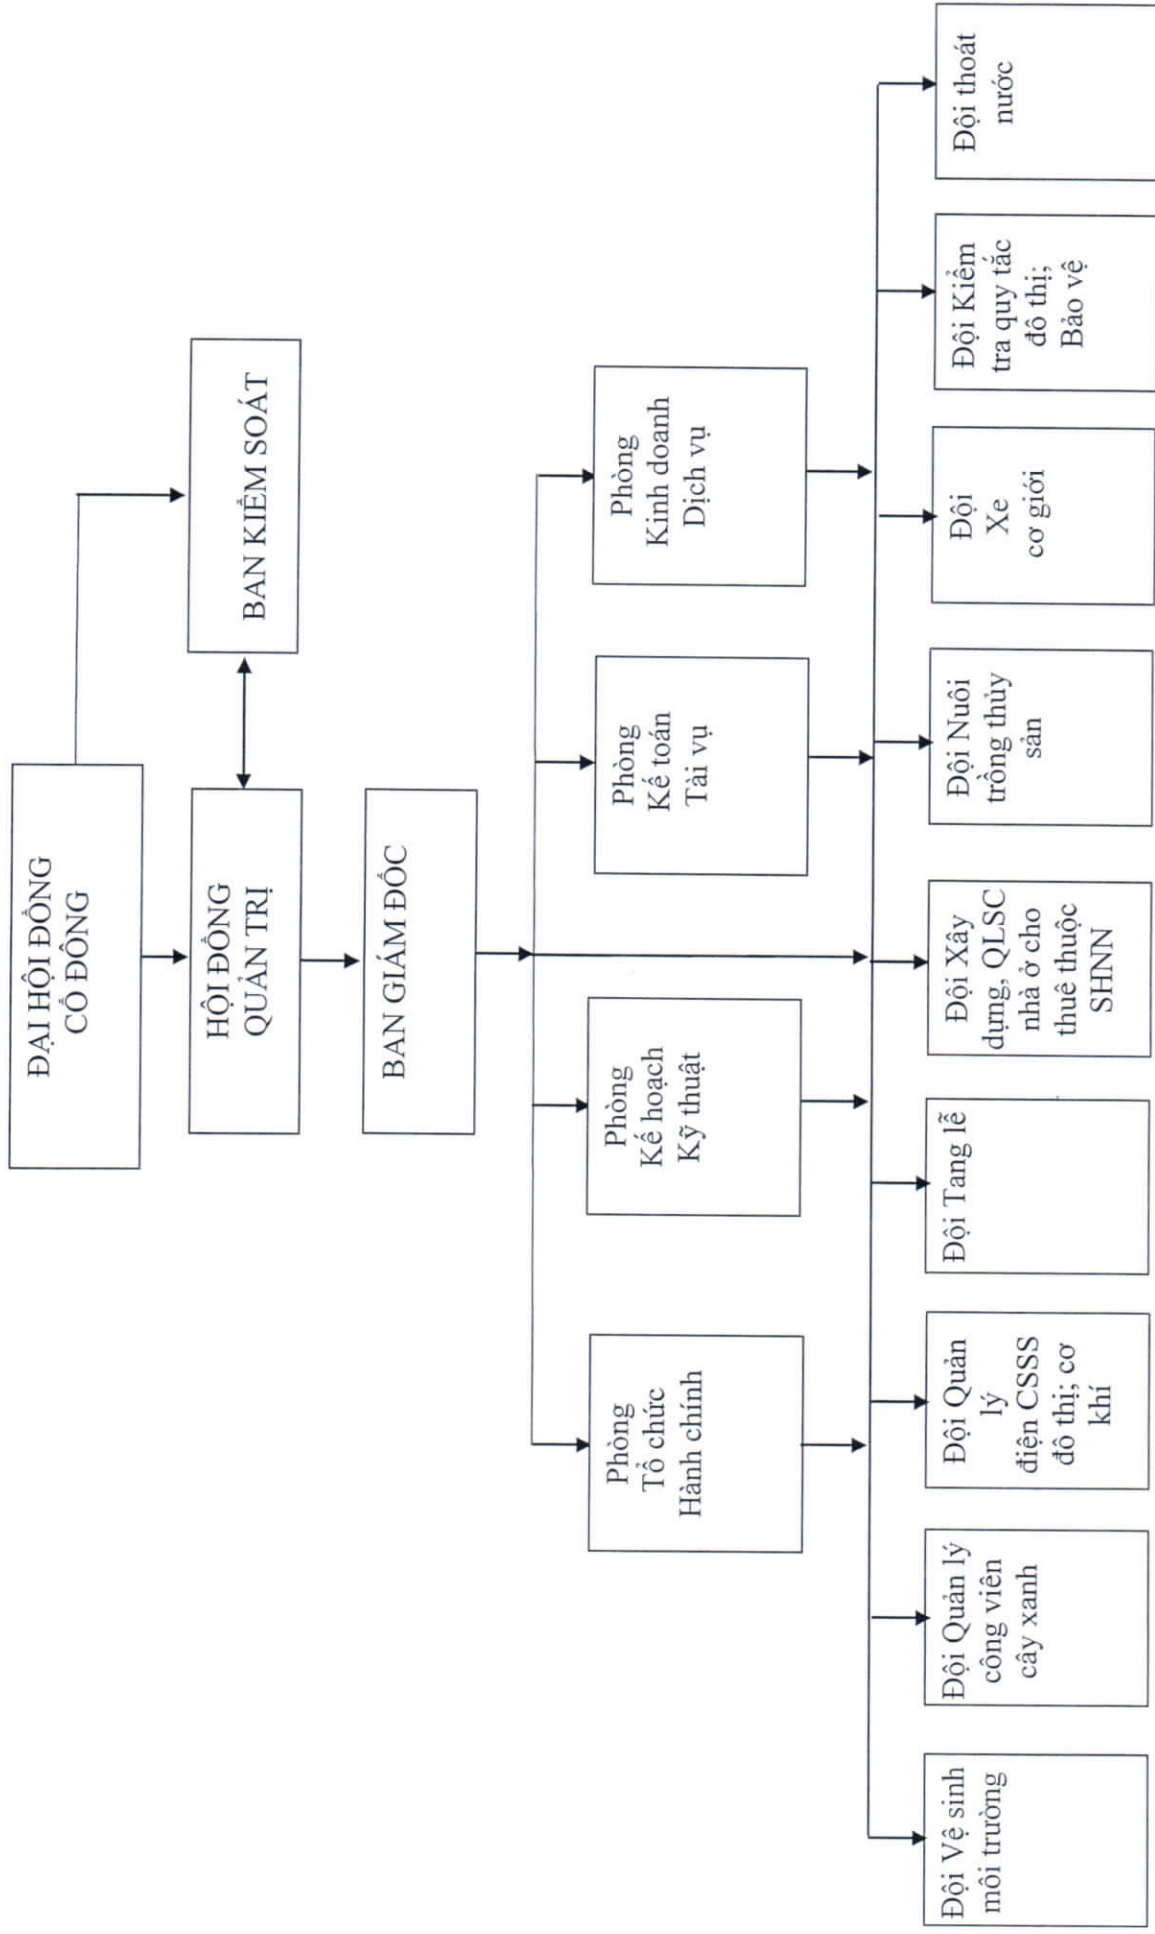 ĐẠI HỘI ĐỒNG
CỔ ĐÔNG
HỘI ĐỒNG
QUẢN TRỊ
BAN KIỂM SOÁT
BAN GIÁM ĐỐC
Phòng
Tổ chức
Hành chính
Phòng
Kế hoạch
Kỹ thuật
Phòng
Kế toán
Tài vụ
Phòng
Kinh doanh
Dịch vụ
Đội Vệ sinh
môi trường
Đội Quản lý
công viên
cây xanh
Đội Quản
lý
điện CSSS
đô thị; cơ
khí
Đội Tang lễ
Đội Xây
dựng, QLSC
nhà ở cho
thuê thuộc
SHNN
Đội Nuôi
trồng thủy
sản
Đội
Xe
cơ giới
Đội Kiểm
tra quy tắc
đô thị;
Bảo vệ
Đội thoát
nước